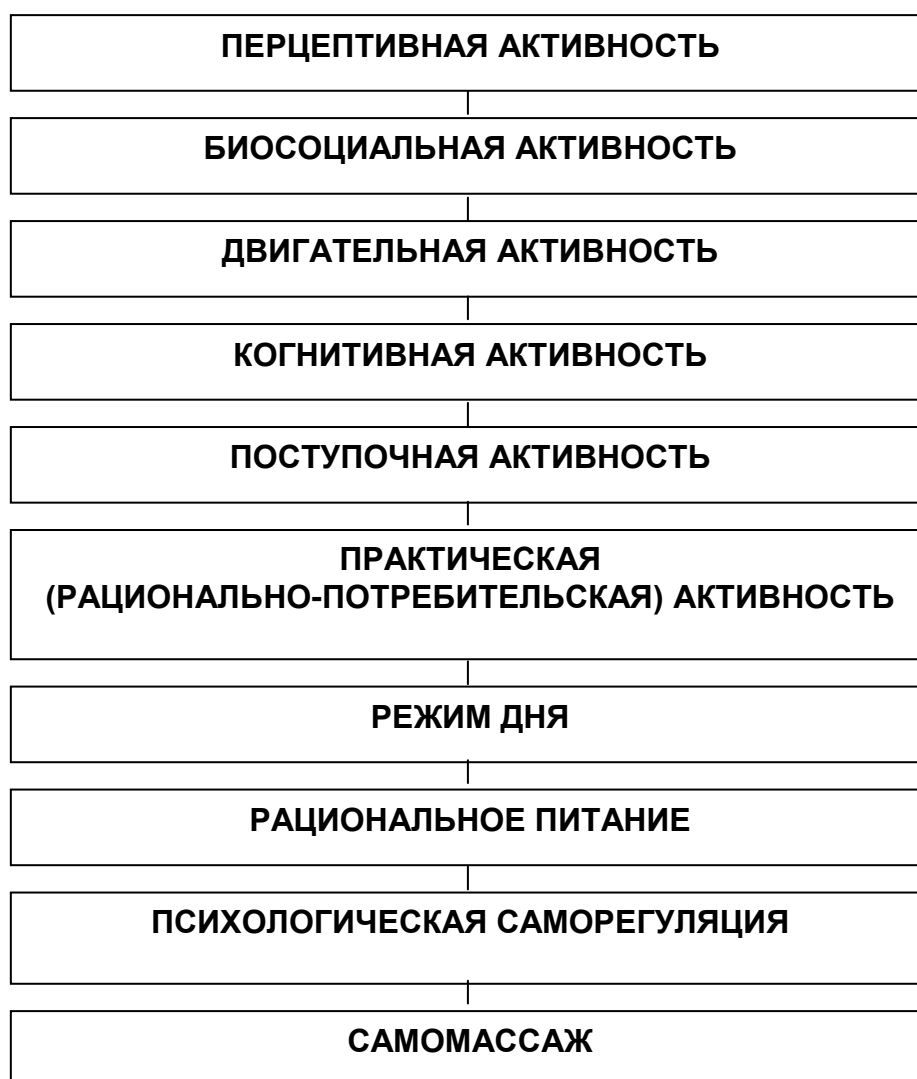 ПЕРЦЕПТИВНАЯ АКТИВНОСТЬ
БИОСОЦИАЛЬНАЯ АКТИВНОСТЬ
ДВИГАТЕЛЬНАЯ АКТИВНОСТЬ
КОГНИТИВНАЯ АКТИВНОСТЬ
ПОСТУПОЧНАЯ АКТИВНОСТЬ
ПРАКТИЧЕСКАЯ
(РАЦИОНАЛЬНО-ПОТРЕБИТЕЛЬСКАЯ) АКТИВНОСТЬ
РЕЖИМ ДНЯ
РАЦИОНАЛЬНОЕ ПИТАНИЕ
ПСИХОЛОГИЧЕСКАЯ САМОРЕГУЛЯЦИЯ
САМОМАССАЖ